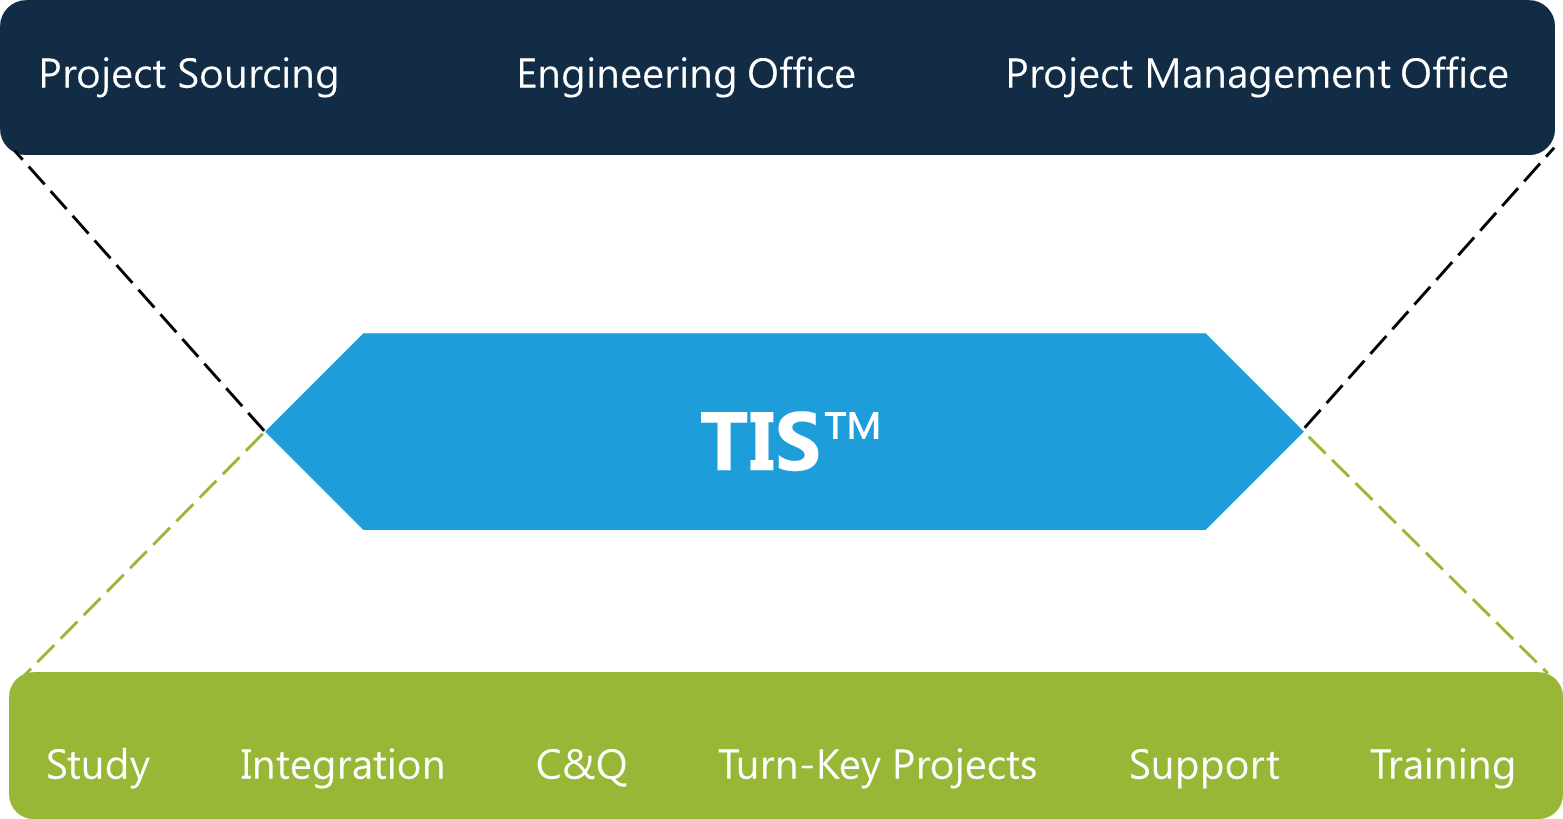 Project Sourcing Engineering Office Project Management Office
TIS™
Study Integration C&Q Turn-Key Projects Support Training